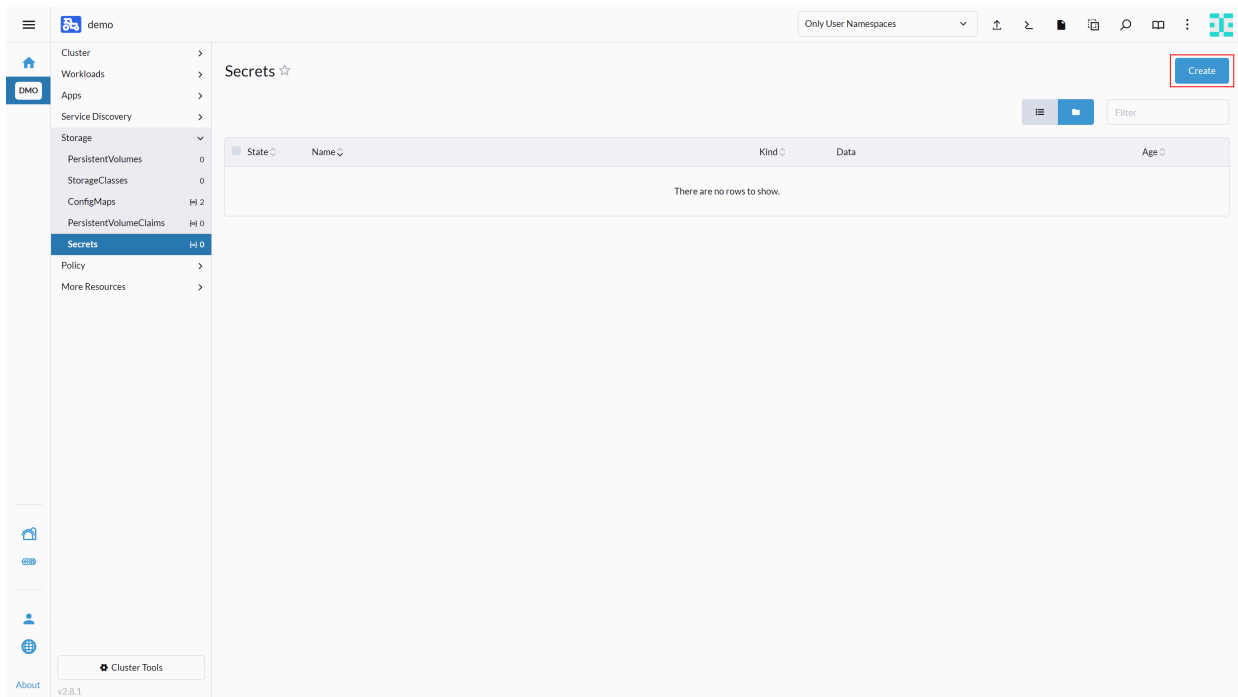 demo
Only User Namespaces
DMO
Cluster
Workloads
Apps
Service Discovery
Storage
PersistentVolumes 0
StorageClasses 0
ConfigMaps 2
PersistentVolumeClaims 0
Secrets 0
Policy
More Resources
Cluster Tools
v2.8.1
About
Secrets
Create
Filter
State Name Kind Data Age
There are no rows to show.